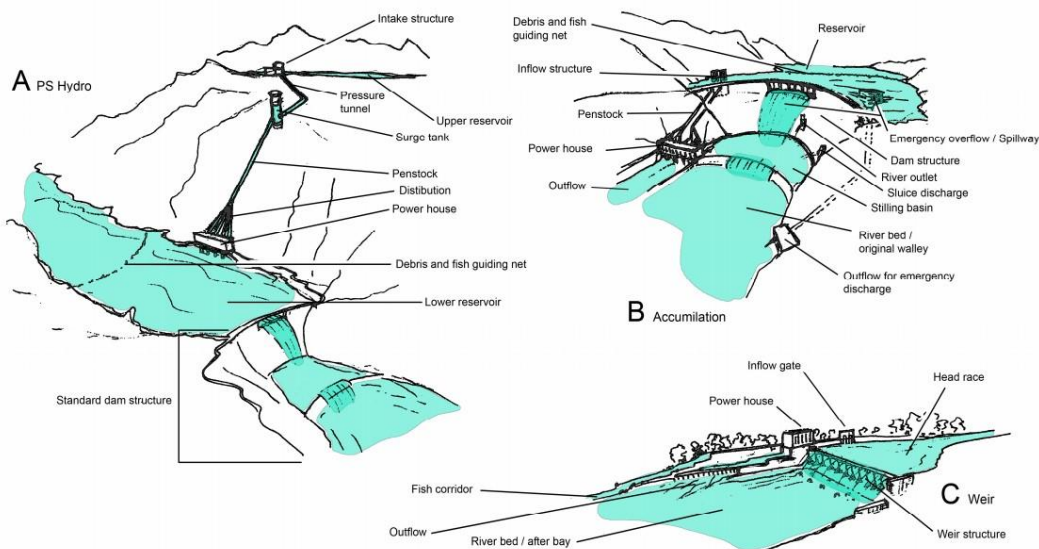 A PS Hydro
Intake structure
Pressure
tunnel
Upper reservoir
Surgo tank
Penstock
Distibution
Power house
Debris and fish guiding net
Lower reservoir
Standard dam structure
Debris and fish
guiding net
Reservoir
Inflow structure
Penstock
Power house
Outflow
Emergency overflow / Spillway
Dam structure
River outlet
Sluice discharge
Stilling basin
River bed /
original walley
Outflow for emergency
discharge
B Accumilation
Inflow gate
Head race
Power house
Fish corridor
Outflow
River bed / after bay
C Weir
Weir structure